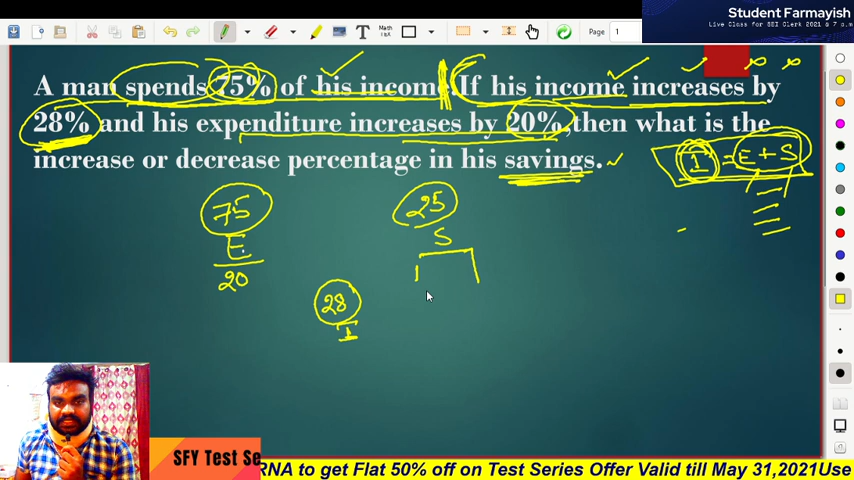 Student Farmayish
Live Class for SSI Clerk 2021 @ 7 a.m
Page 1
Math
T
A man spends 75% of his income. If his income increases by
28% and his expenditure increases by 20%, then what is the
increase or decrease percentage in his savings.
I = E + S
75
25
E
S
20
28
I
SFY Test Se
RNA to get Flat 50% off on Test Series Offer Valid till May 31,2021Use